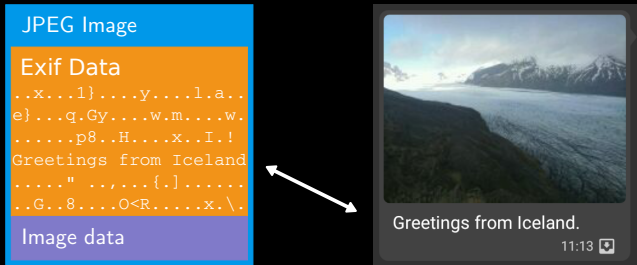 JPEG Image
Exif Data
..x...1}....y....l.a..
e}...q.Gy....w.m....w.
......p8..H....x..I.!
Greetings from Iceland
....." ..,...{.]......
..G..8....O<R.....x.\.
Image data
Greetings from Iceland.
11:13